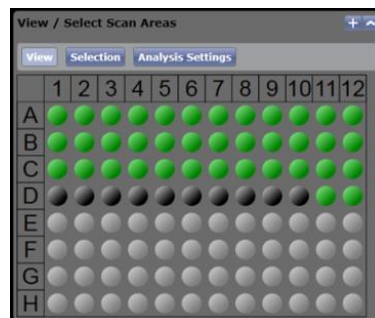 View / Select Scan Areas
View Selection Analysis Settings
1 2 3 4 5 6 7 8 9 10 11 12
A
B
C
D
E
F
G
H